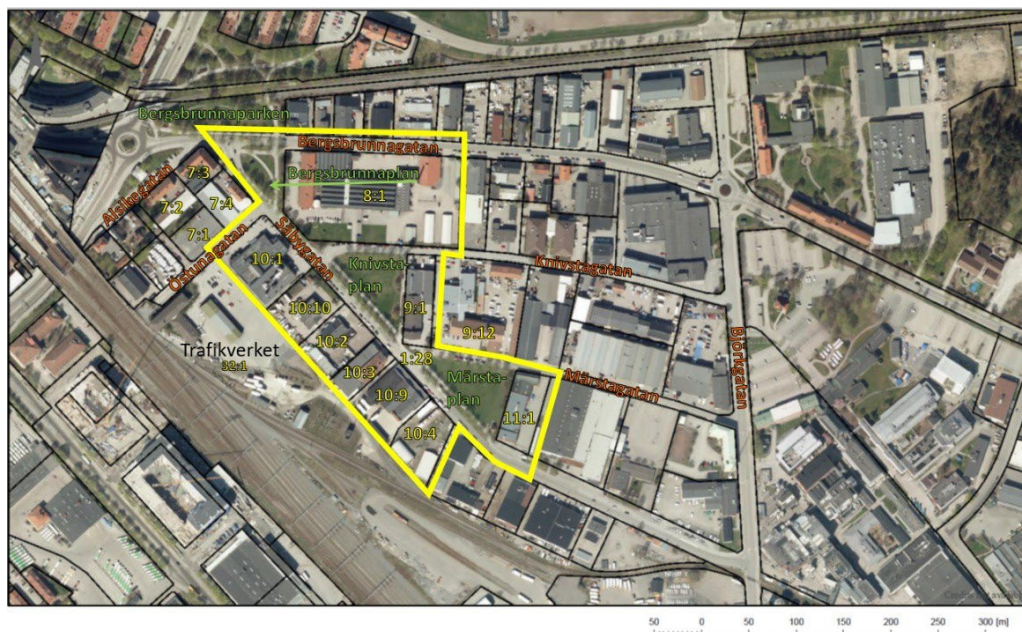 Bergsbrunnaparken
Bergsbrunnagatan
7:3
Bergsbrunnaplan
Alsikegatan
7:2
7:4
8:1
7:1
Säbygatan
Östunagatan
10:1
Knivsta-
plan
Knivstagatan
10:10
9:1
9:12
10:2
Trafikverket
32:1
1:28
10:3
Märsta-
plan
Märstagatan
Björkgatan
10:9
11:1
10:4
50 0 50 100 150 200 250 300 [m]